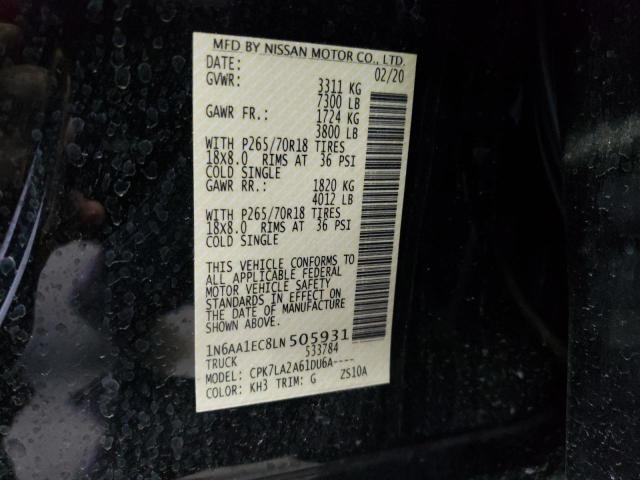 MFD BY NISSAN MOTOR CO., LTD.
DATE: 02/20
GVWR: 3311 KG
7300 LB
GAWR FR.: 1724 KG
3800 LB
WITH P265/70R18 TIRES
18X8.0 RIMS AT 36 PSI
COLD SINGLE
GAWR RR.: 1820 KG
4012 LB
WITH P265/70R18 TIRES
18X8.0 RIMS AT 36 PSI
COLD SINGLE
THIS VEHICLE CONFORMS TO
ALL APPLICABLE FEDERAL
MOTOR VEHICLE SAFETY
STANDARDS IN EFFECT ON
THE DATE OF MANUFACTURE
SHOWN ABOVE.
1N6AA1EC8LN505931
TRUCK 533784
MODEL: CPK7LA2A61DU6A----
COLOR: KH3 TRIM: G ZS10A